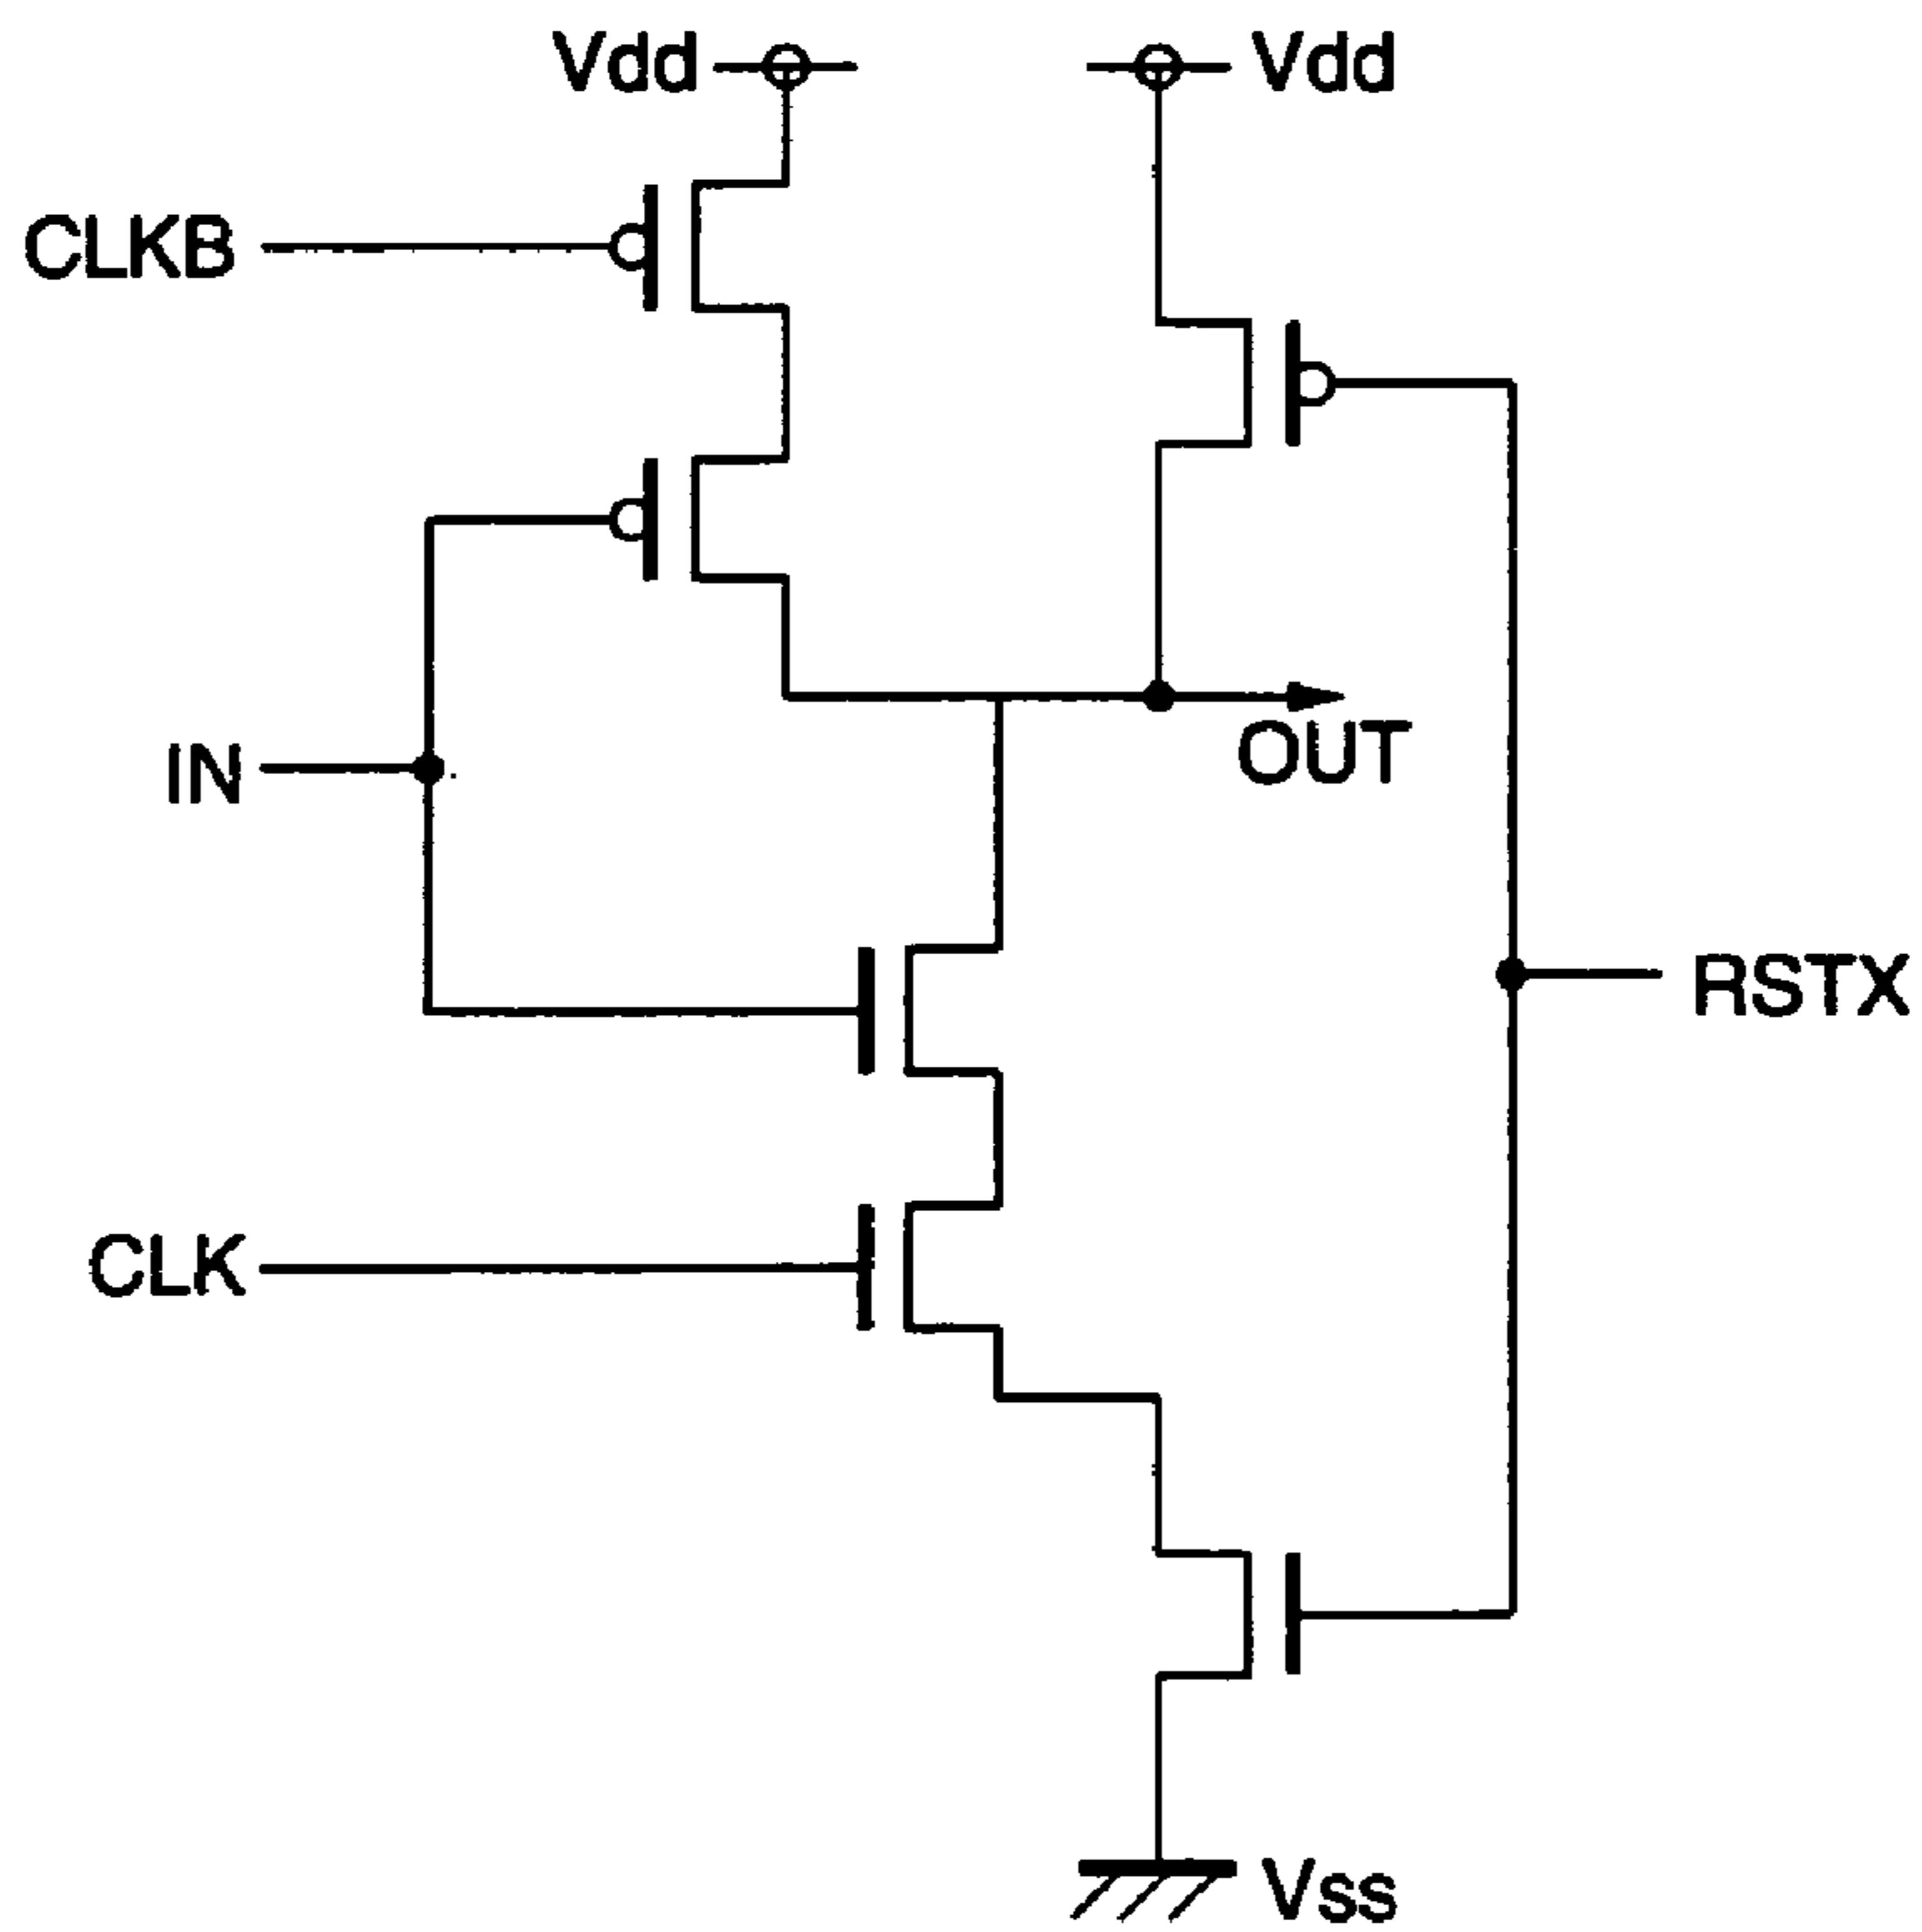 Vdd
Vdd
CLKB
OUT
IN
RSTX
CLK
Vss